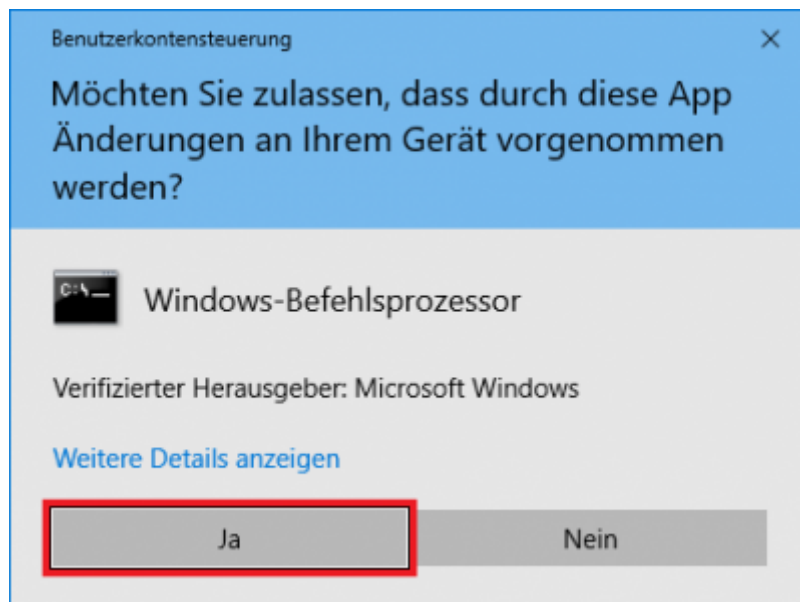 Benutzerkontensteuerung
Möchten Sie zulassen, dass durch diese App
Änderungen an Ihrem Gerät vorgenommen
werden?
C:\
Windows-Befehlsprozessor
Verifizierter Herausgeber: Microsoft Windows
Weitere Details anzeigen
Ja
Nein